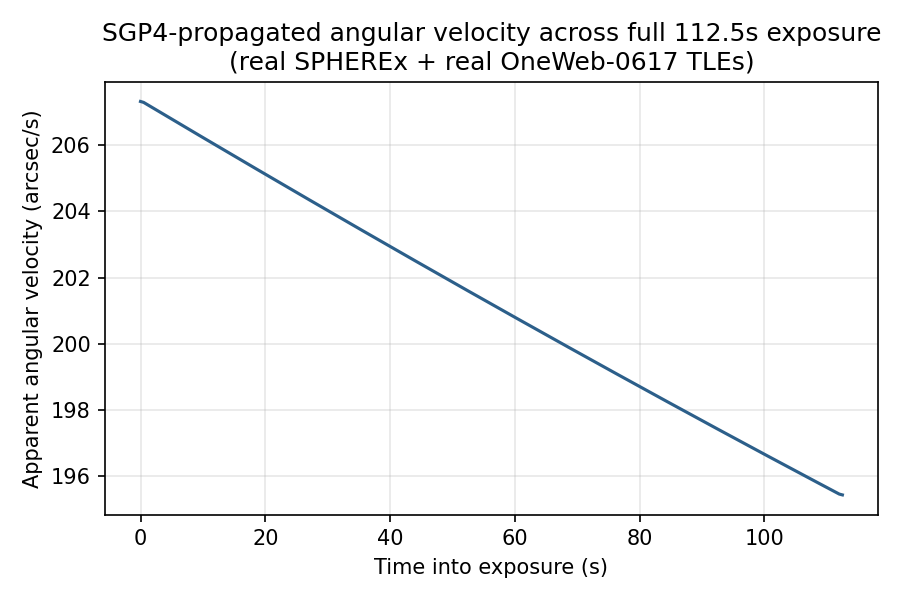 SGP4-propagated angular velocity across full 112.5s exposure
(real SPHEREx + real OneWeb-0617 TLEs)
Apparent angular velocity (arcsec/s)
206
204
202
200
198
196
0 20 40 60 80 100
Time into exposure (s)